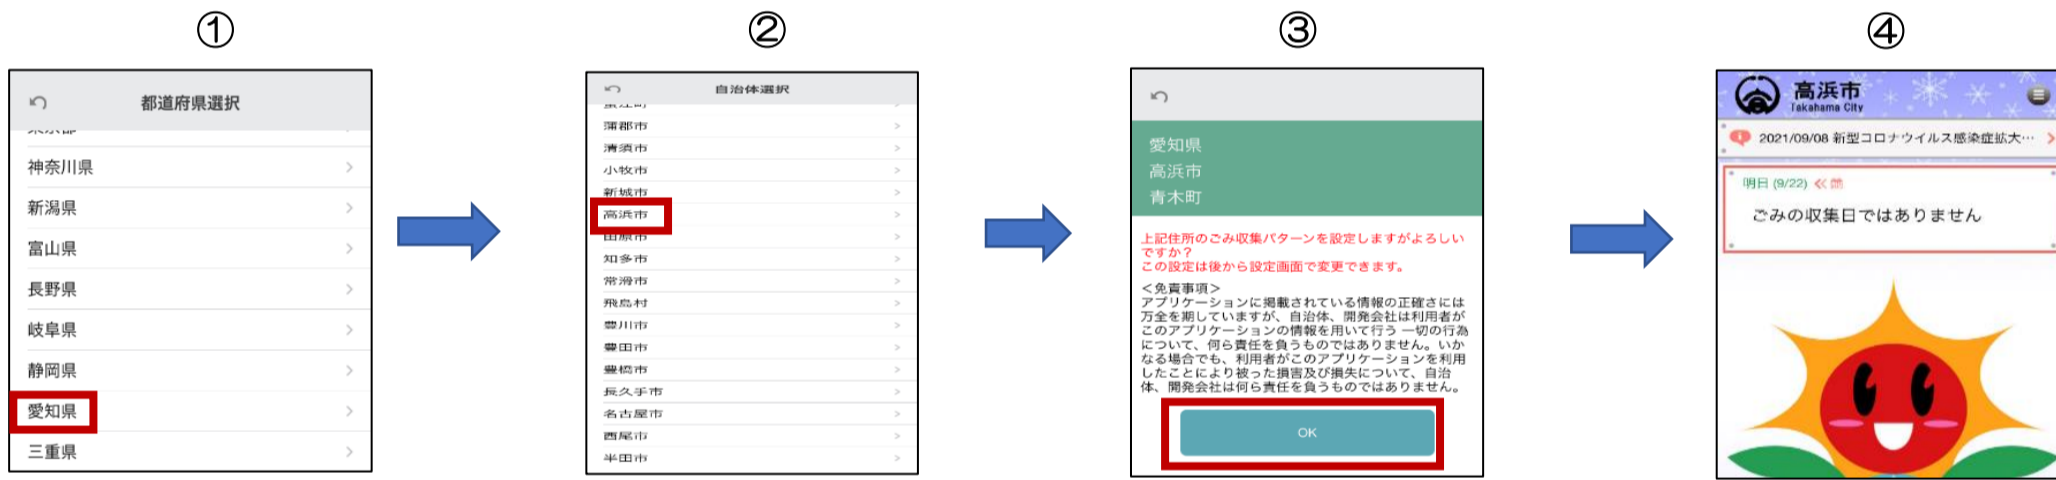 ①
都道府県選択
神奈川県
新潟県
富山県
長野県
岐阜県
静岡県
愛知県
三重県
②
自治体選択
蒲郡市
清須市
小牧市
新城市
高浜市
田原市
知多市
常滑市
飛島村
豊川市
豊田市
豊橋市
長久手市
名古屋市
西尾市
半田市
③
愛知県
高浜市
青木町
上記住所のごみ収集パターンを設定しますがよろしい
ですか？
この設定は後から設定画面で変更できます。
＜免責事項＞
アプリケーションに掲載されている情報の正確さには
万全を期していますが、自治体、開発会社は利用者が
このアプリケーションの情報を用いて行う一切の行為
について、何ら責任を負うものではありません。いか
なる場合でも、利用者がこのアプリケーションを利用
したことにより被った損害及び損失について、自治
体、開発会社は何ら責任を負うものではありません。
OK
④
高浜市
Takahama City
2021/09/08 新型コロナウイルス感染症拡大…
明日 (9/22)
ごみの収集日ではありません